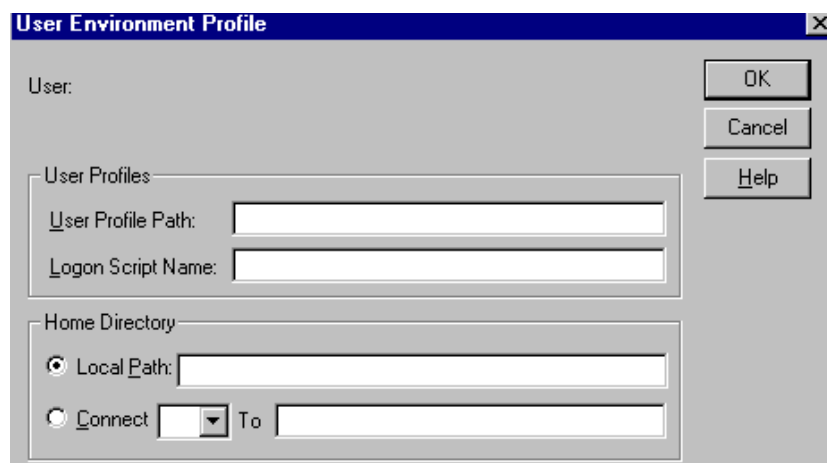 User Environment Profile
User:
OK
Cancel
Help
User Profiles
User Profile Path:
Logon Script Name:
Home Directory
Local Path:
Connect To